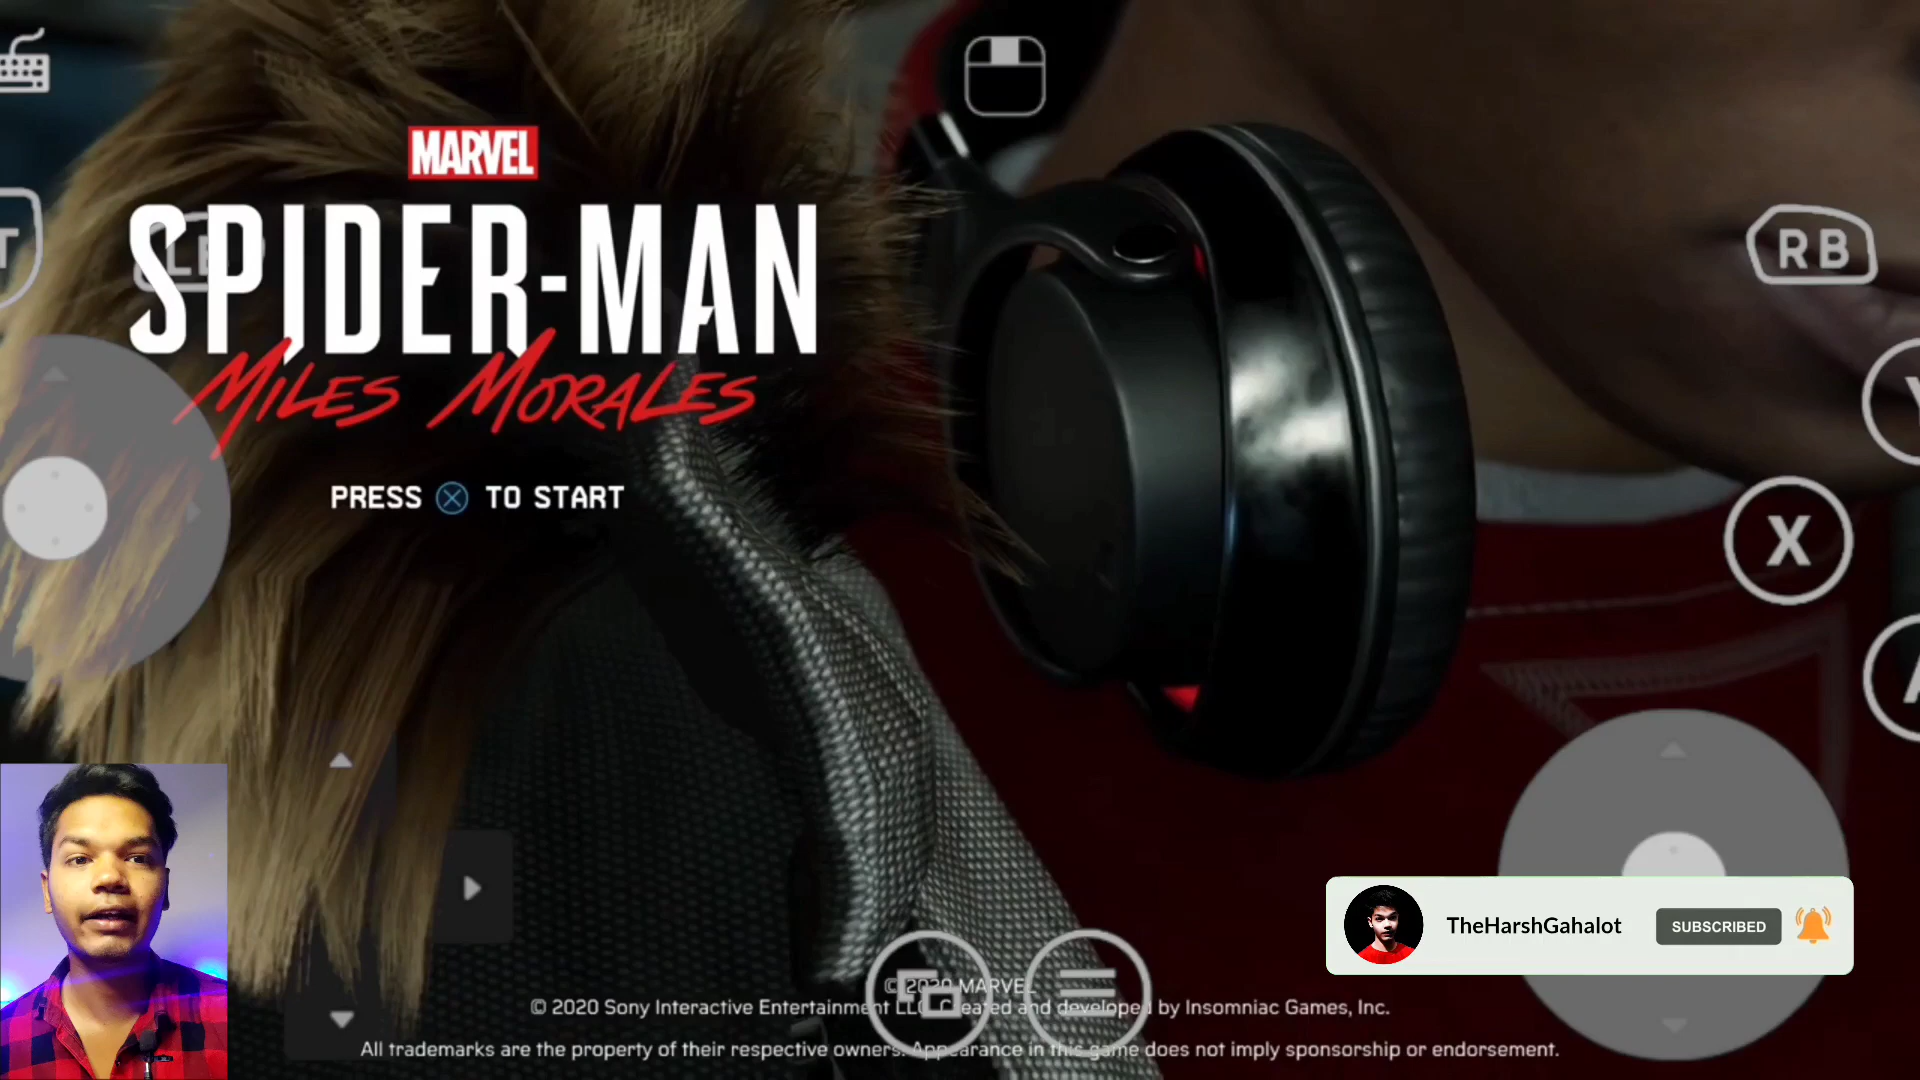 MARVEL
SPIDER-MAN
MILES MORALES
PRESS TO START
RB
X
TheHarshGahalot
SUBSCRIBED
© 2020 MARVEL
© 2020 Sony Interactive Entertainment LLC. Created and developed by Insomniac Games, Inc.
All trademarks are the property of their respective owners. Appearance in this game does not imply sponsorship or endorsement.